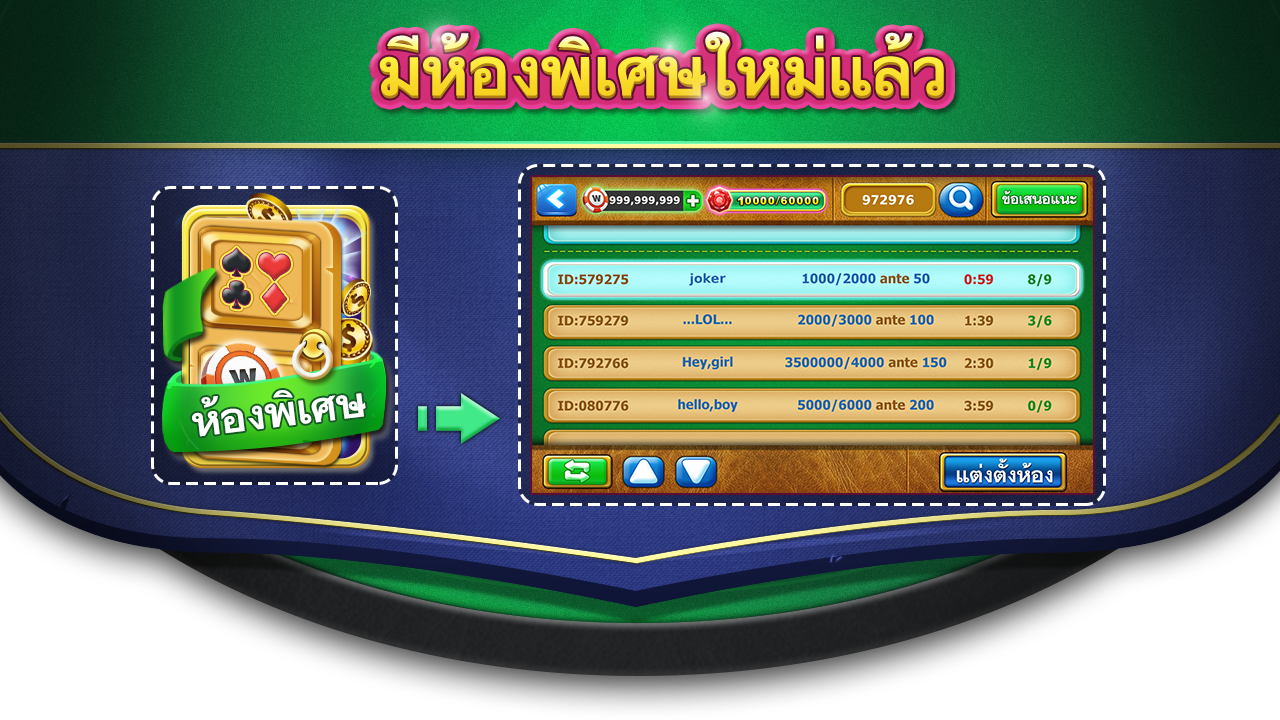 มีห้องพิเศษใหม่แล้ว
W
ห้องพิเศษ
W 999,999,999 10000/60000 972976 ข้อเสนอแนะ
ID:579275 joker 1000/2000 ante 50 0:59 8/9
ID:759279 ...LOL... 2000/3000 ante 100 1:39 3/6
ID:792766 Hey,girl 3500000/4000 ante 150 2:30 1/9
ID:080776 hello,boy 5000/6000 ante 200 3:59 0/9
แต่งตั้งห้อง